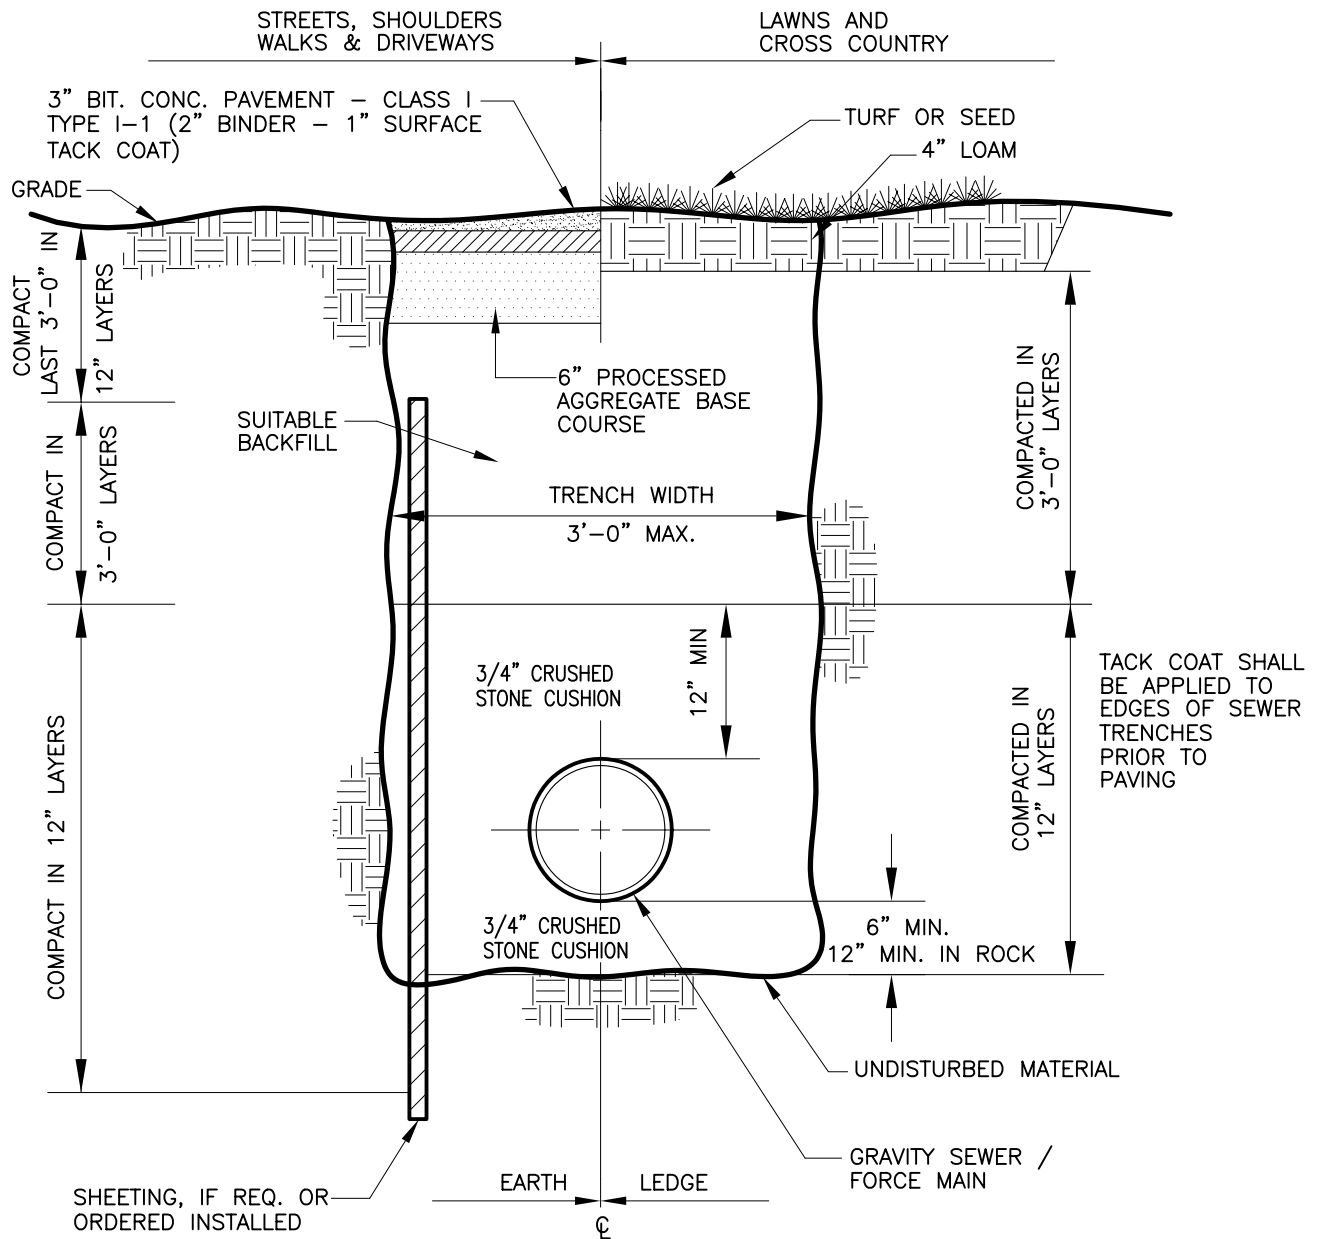 STREETS, SHOULDERS
WALKS & DRIVEWAYS
LAWNS AND
CROSS COUNTRY
3" BIT. CONC. PAVEMENT – CLASS I
TYPE I–1 (2" BINDER – 1" SURFACE
TACK COAT)
TURF OR SEED
4" LOAM
GRADE
COMPACT
LAST 3'–0" IN
12" LAYERS
6" PROCESSED
AGGREGATE BASE
COURSE
SUITABLE
BACKFILL
COMPACTED IN
3'–0" LAYERS
COMPACT IN
3'–0" LAYERS
TRENCH WIDTH
3'–0" MAX.
12" MIN
3/4" CRUSHED
STONE CUSHION
TACK COAT SHALL
BE APPLIED TO
EDGES OF SEWER
TRENCHES
PRIOR TO
PAVING
COMPACTED IN
12" LAYERS
COMPACT IN 12" LAYERS
3/4" CRUSHED
STONE CUSHION
6" MIN.
12" MIN. IN ROCK
UNDISTURBED MATERIAL
GRAVITY SEWER /
FORCE MAIN
SHEETING, IF REQ. OR
ORDERED INSTALLED
EARTH
LEDGE
℄